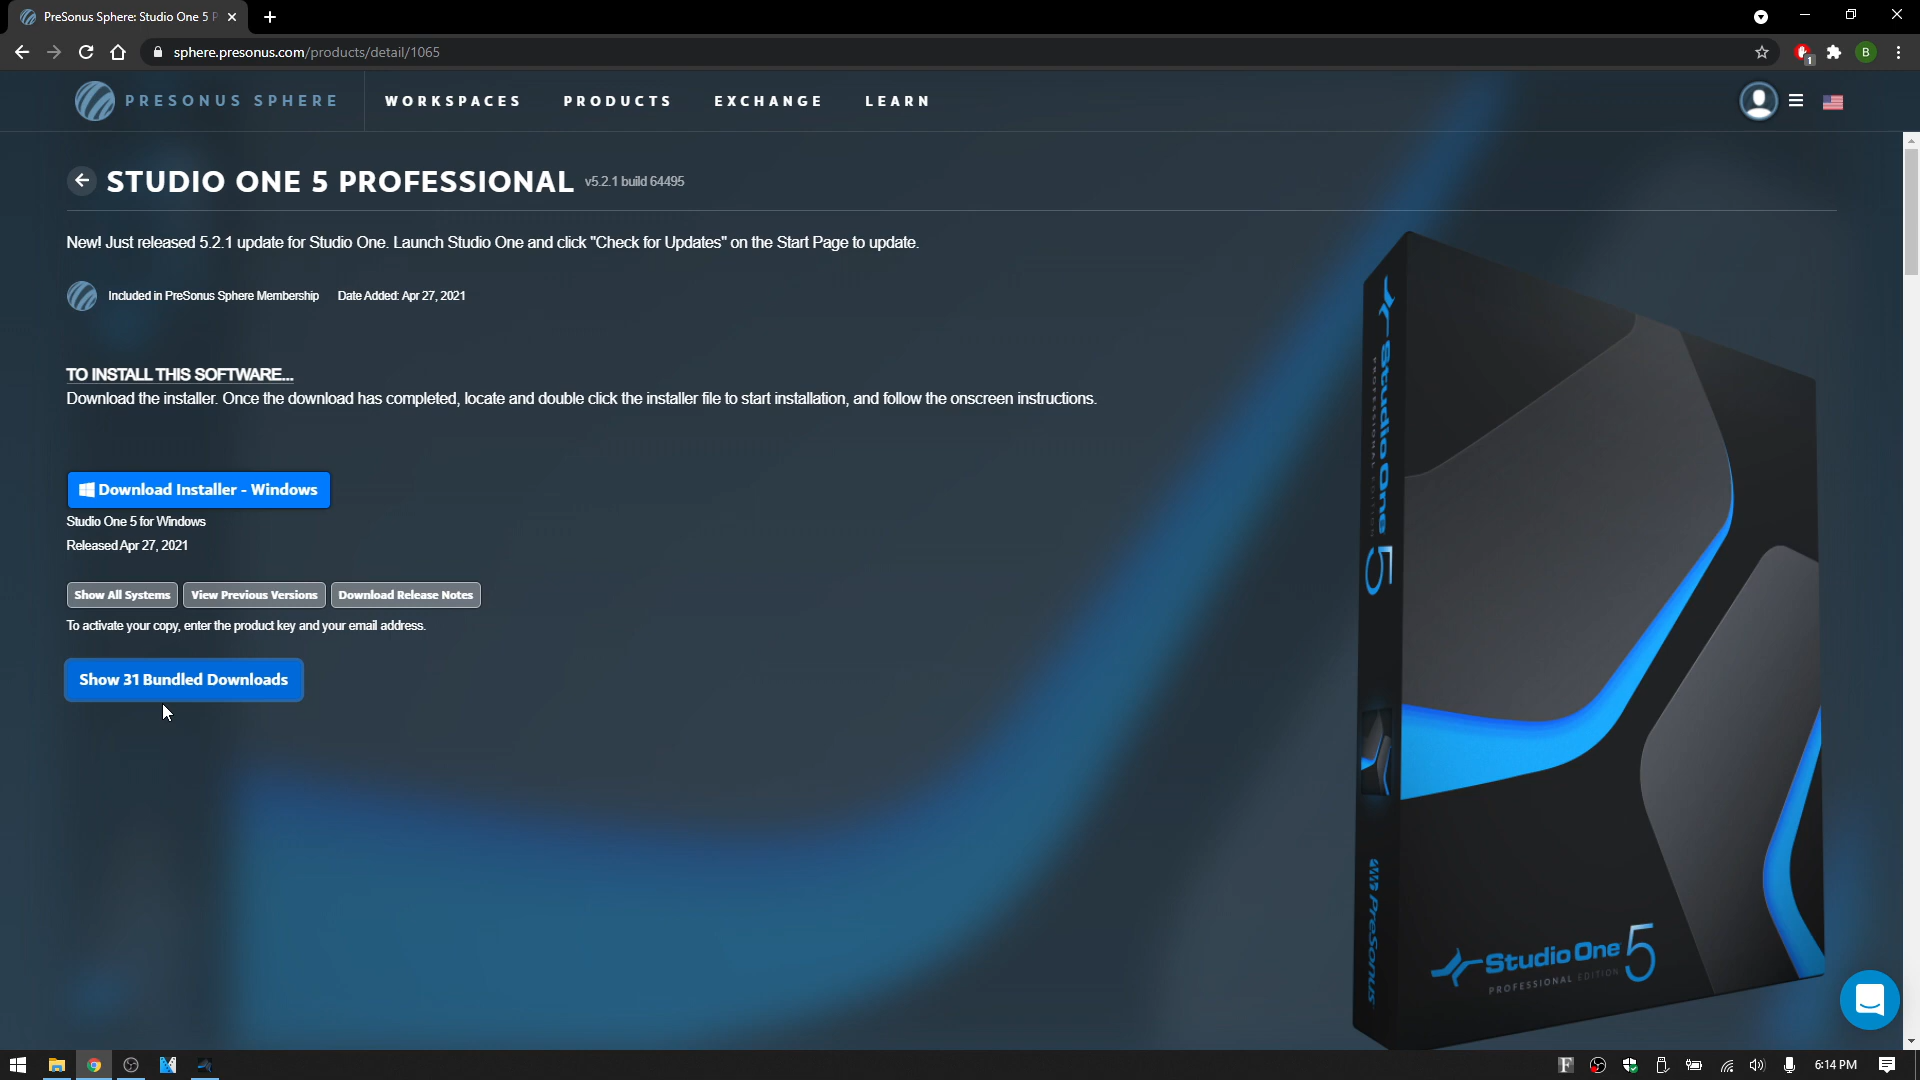 PreSonus Sphere: Studio One 5 P
sphere.presonus.com/products/detail/1065
1
B
PRESONUS SPHERE
WORKSPACES
PRODUCTS
EXCHANGE
LEARN
STUDIO ONE 5 PROFESSIONAL v5.2.1 build 64495
New! Just released 5.2.1 update for Studio One. Launch Studio One and click "Check for Updates" on the Start Page to update.
Included in PreSonus Sphere Membership Date Added: Apr 27, 2021
TO INSTALL THIS SOFTWARE...
Download the installer. Once the download has completed, locate and double click the installer file to start installation, and follow the onscreen instructions.
Download Installer - Windows
Studio One 5 for Windows
Released Apr 27, 2021
Show All Systems
View Previous Versions
Download Release Notes
To activate your copy, enter the product key and your email address.
Show 31 Bundled Downloads
Studio One 5
PROFESSIONAL EDITION
PreSonus
Studio One 5
PROFESSIONAL EDITION
6:14 PM